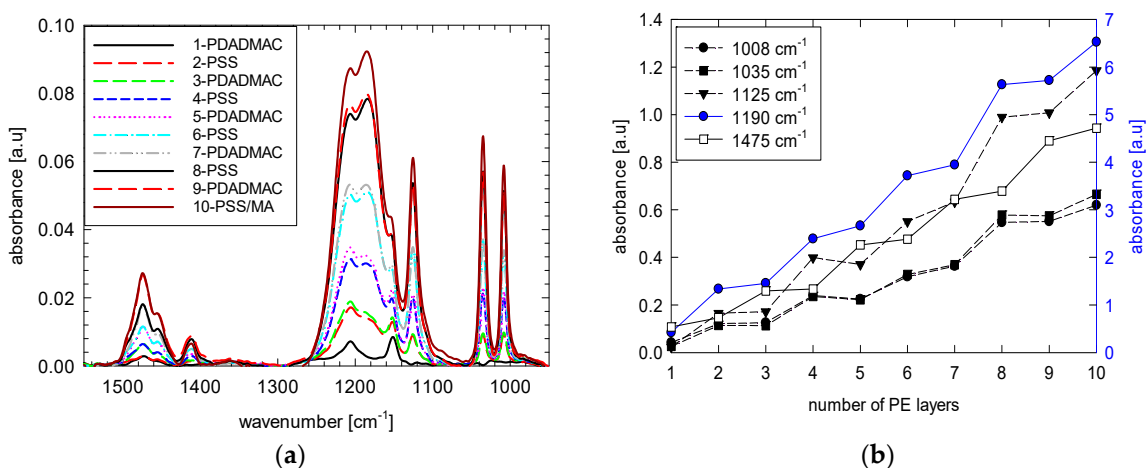 0.10
0.08
0.06
0.04
0.02
0.00
absorbance [a.u]
1-PDADMAC
2-PSS
3-PDADMAC
4-PSS
5-PDADMAC
6-PSS
7-PDADMAC
8-PSS
9-PDADMAC
10-PSS/MA
1500 1400 1300 1200 1100 1000
wavenumber [cm-1]
(a)
1.4
1.2
1.0
0.8
0.6
0.4
0.2
0.0
absorbance [a.u]
1008 cm-1
1035 cm-1
1125 cm-1
1190 cm-1
1475 cm-1
7
6
5
4
3
2
1
0
absorbance [a.u]
1 2 3 4 5 6 7 8 9 10
number of PE layers
(b)